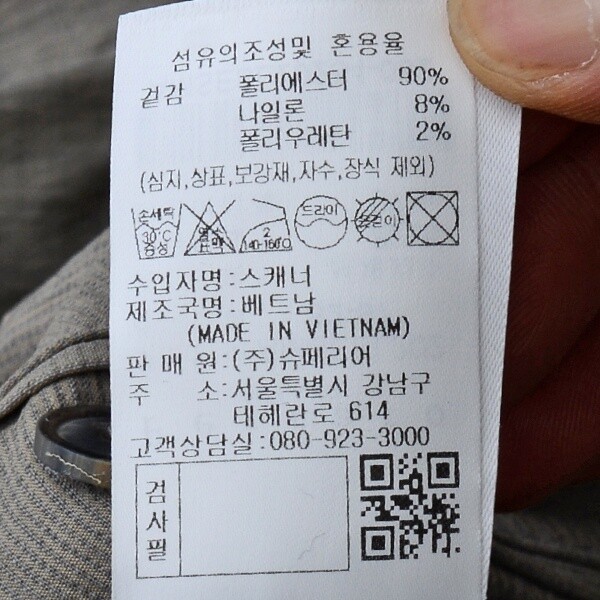 섬유의조성및 혼용율
겉감 폴리에스터 90%
나일론 8%
폴리우레탄 2%
(심지,상표,보강재,자수,장식 제외)
손세탁 30℃ 중성
2 140-160℃
드라이
수입자명:스캐너
제조국명:베트남
(MADE IN VIETNAM)
판 매 원:(주)슈페리어
주 소:서울특별시 강남구
테헤란로 614
고객상담실:080-923-3000
검사필